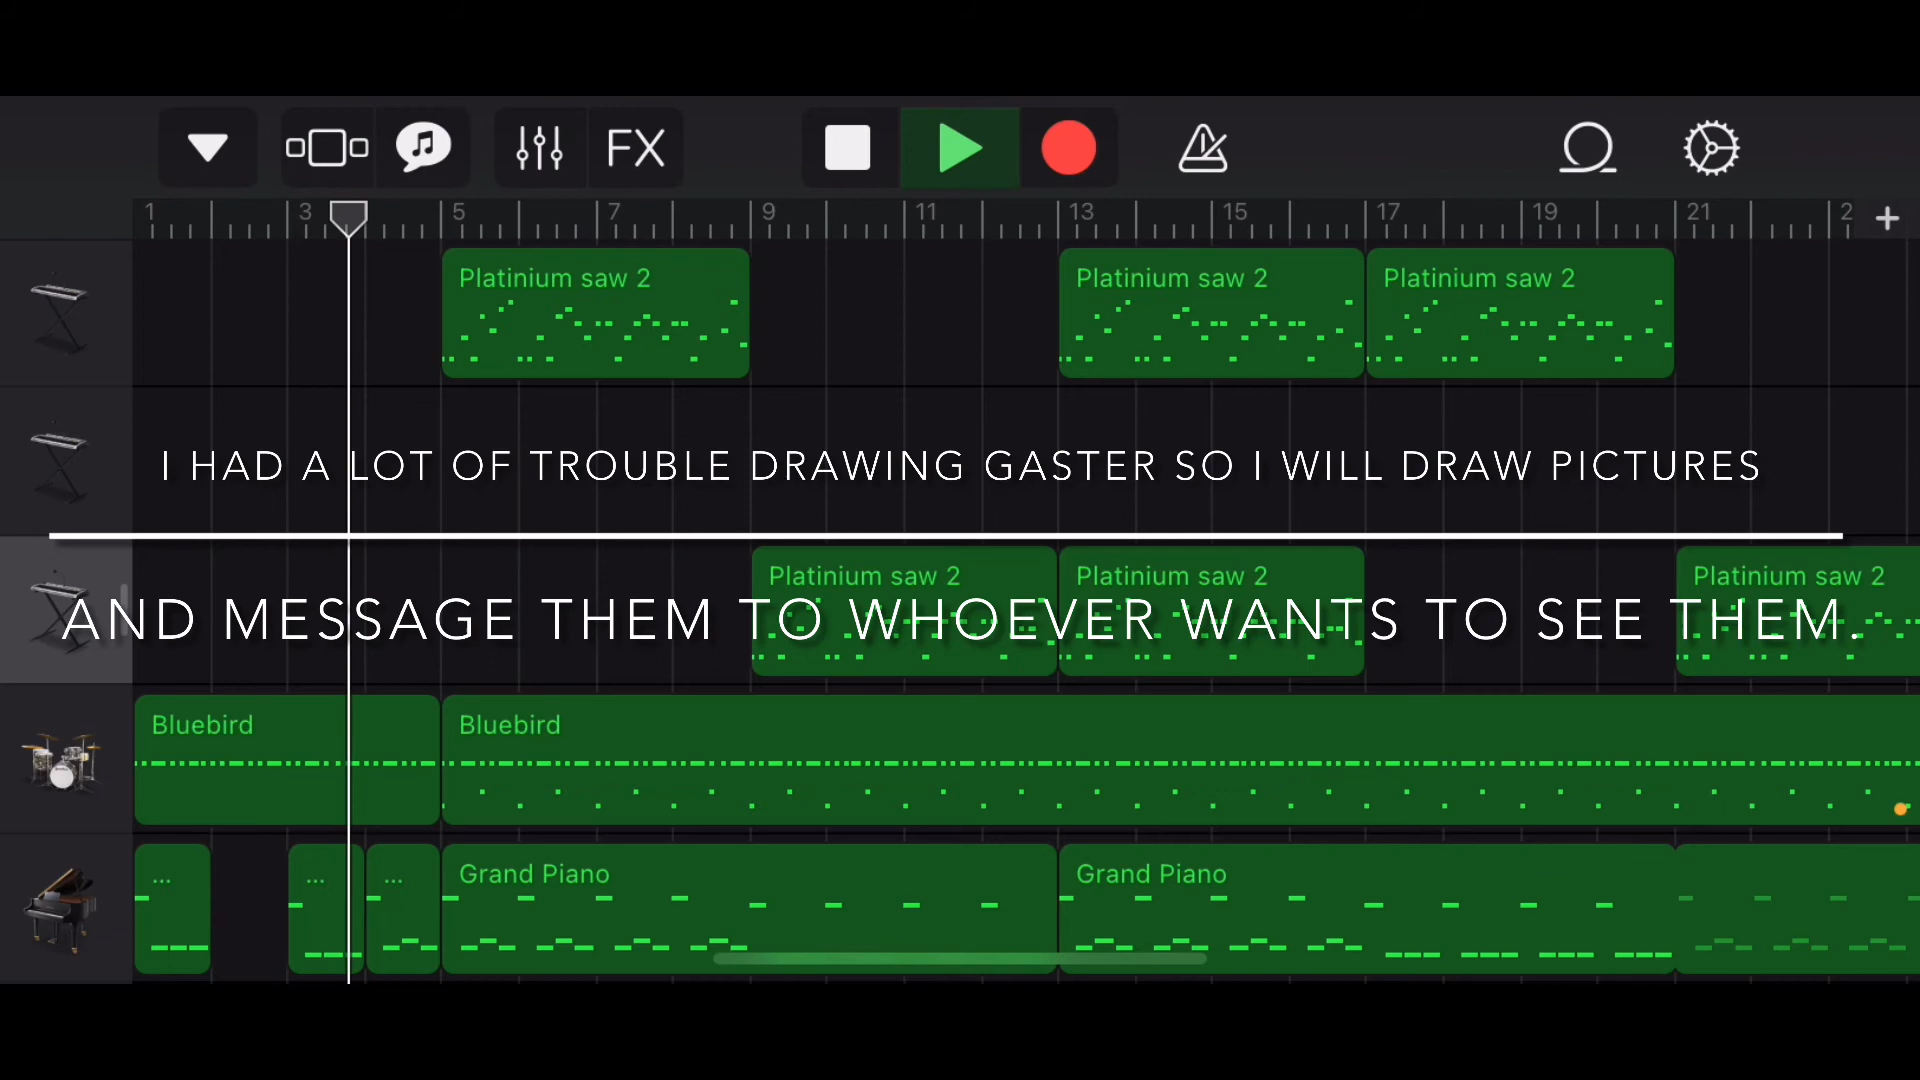 FX
1 3 5 7 9 11 13 15 17 19 21 2
Platinium saw 2 Platinium saw 2 Platinium saw 2
I HAD A LOT OF TROUBLE DRAWING GASTER SO I WILL DRAW PICTURES
Platinium saw 2 Platinium saw 2 Platinium saw 2
AND MESSAGE THEM TO WHOEVER WANTS TO SEE THEM.
Bluebird Bluebird
... ... ... Grand Piano Grand Piano